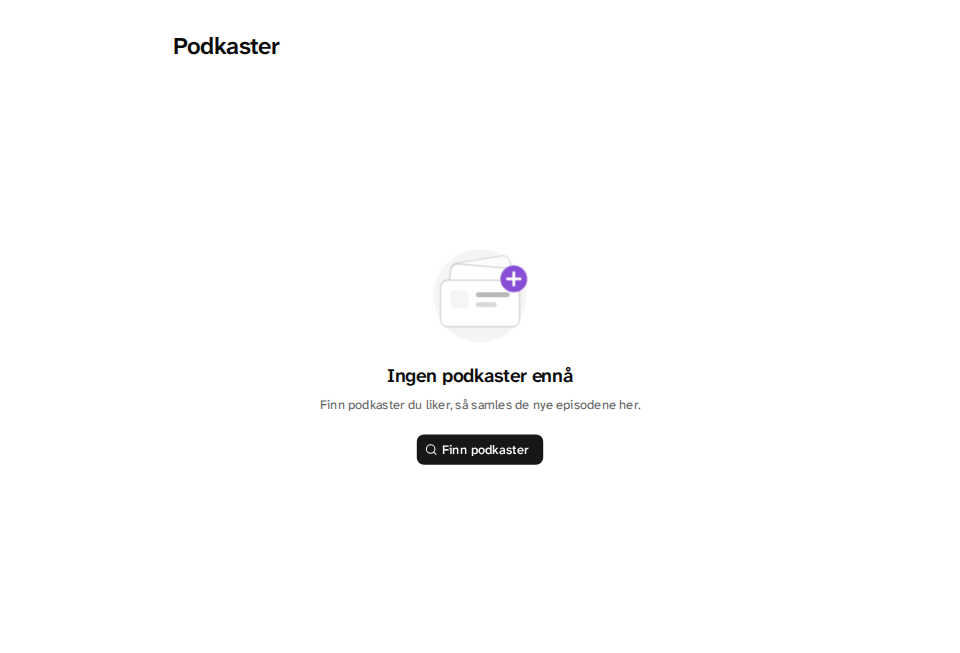 Podkaster
Ingen podkaster ennå
Finn podkaster du liker, så samles de nye episodene her.
Finn podkaster